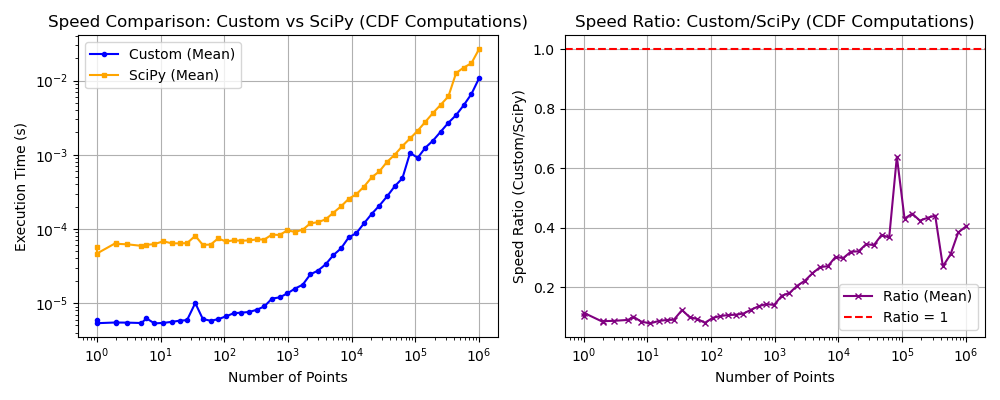 Speed Comparison: Custom vs SciPy (CDF Computations)
Execution Time (s)
10⁻²
10⁻³
10⁻⁴
10⁻⁵
Custom (Mean)
SciPy (Mean)
10⁰ 10¹ 10² 10³ 10⁴ 10⁵ 10⁶
Number of Points
Speed Ratio: Custom/SciPy (CDF Computations)
Speed Ratio (Custom/SciPy)
1.0
0.8
0.6
0.4
0.2
Ratio (Mean)
Ratio = 1
10⁰ 10¹ 10² 10³ 10⁴ 10⁵ 10⁶
Number of Points